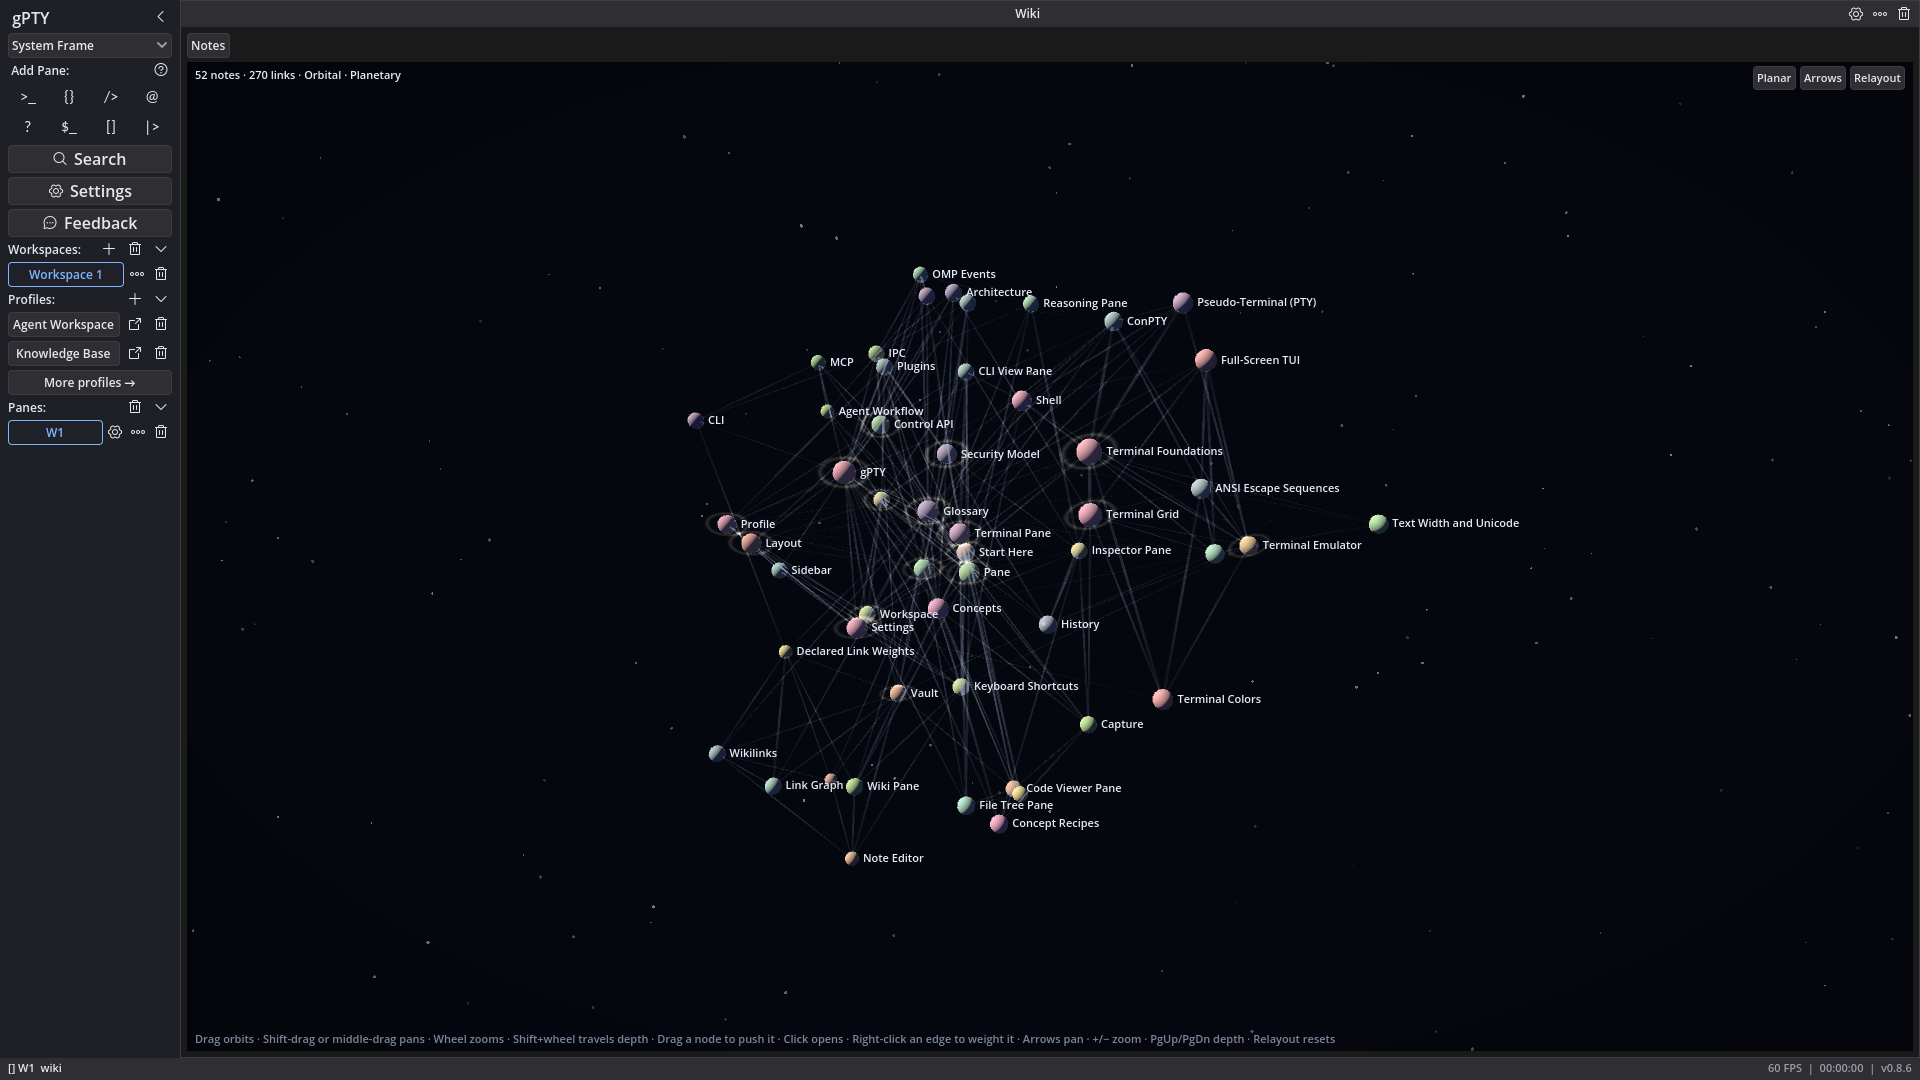 gPTY
System Frame
Add Pane:
>_ {} /> @
? $_ [] |>
Search
Settings
Feedback
Workspaces:
Workspace 1
Profiles:
Agent Workspace
Knowledge Base
More profiles →
Panes:
W1
Wiki
Notes
52 notes · 270 links · Orbital · Planetary
Planar Arrows Relayout
OMP Events
Architecture
Reasoning Pane
Pseudo-Terminal (PTY)
ConPTY
IPC
MCP
Plugins
Full-Screen TUI
CLI View Pane
Shell
Agent Workflow
CLI
Control API
Security Model
Terminal Foundations
gPTY
ANSI Escape Sequences
Glossary
Terminal Grid
Profile
Text Width and Unicode
Terminal Pane
Layout
Start Here
Inspector Pane
Terminal Emulator
Sidebar
Pane
Concepts
Workspace
Settings
History
Declared Link Weights
Vault
Keyboard Shortcuts
Terminal Colors
Capture
Wikilinks
Link Graph
Wiki Pane
Code Viewer Pane
File Tree Pane
Concept Recipes
Note Editor
Drag orbits · Shift-drag or middle-drag pans · Wheel zooms · Shift+wheel travels depth · Drag a node to push it · Click opens · Right-click an edge to weight it · Arrows pan · +/− zoom · PgUp/PgDn depth · Relayout resets
[] W1 wiki
60 FPS | 00:00:00 | v0.8.6